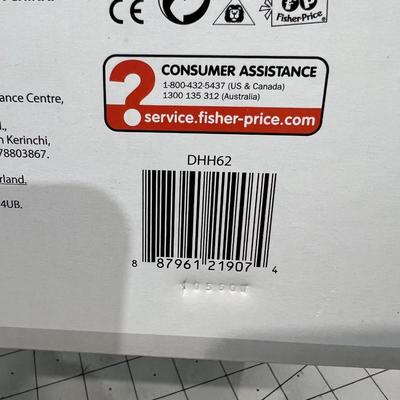 Fisher-Price
CE
ance Centre,
n Kerinchi,
78803867.
rland.
4UB.
?
CONSUMER ASSISTANCE
1-800-432-5437 (US & Canada)
1300 135 312 (Australia)
service.fisher-price.com
DHH62
8 87961 21907 4